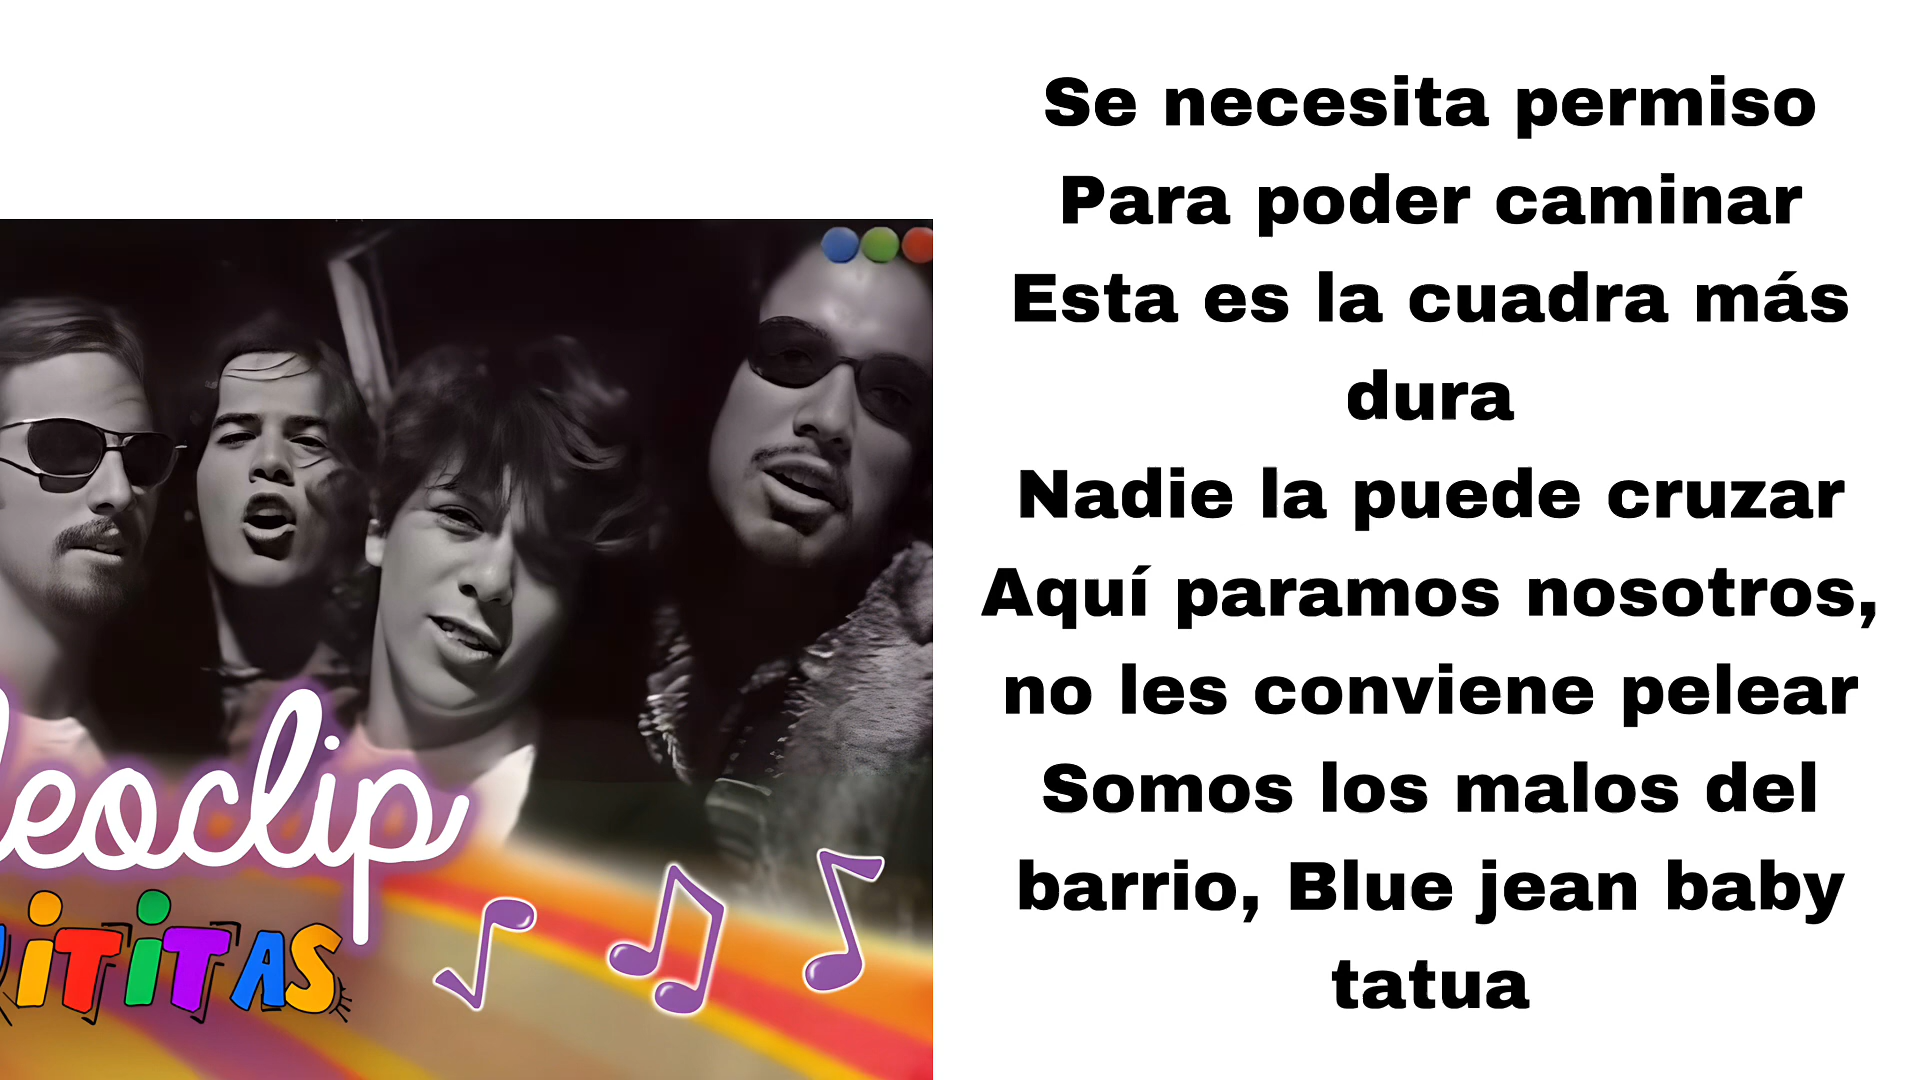 Se necesita permiso
Para poder caminar
Esta es la cuadra más
dura
Nadie la puede cruzar
Aquí paramos nosotros,
no les conviene pelear
Somos los malos del
barrio, Blue jean baby
tatua
deoclip
ITITAS